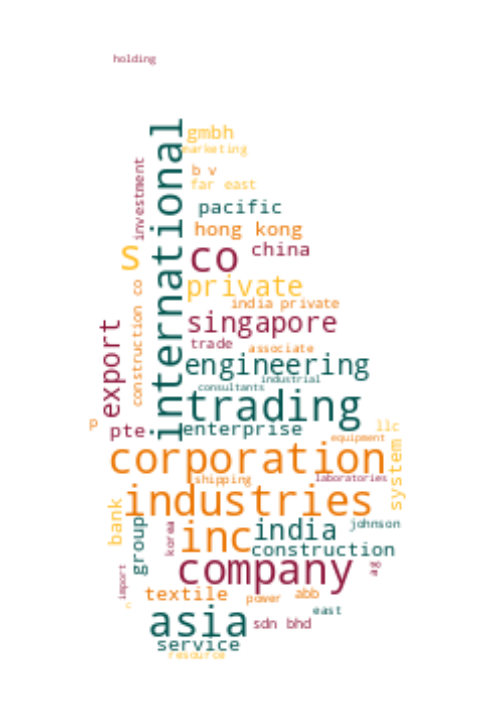 holding
international
gmbh
marketing
investment
b v
far east
pacific
hong kong
s
co
china
private
construction co
india private
singapore
export
trade
associate
engineering
industrial
consultants
trading
p
pte
enterprise
llc
equipment
corporation
system
shipping
laboratories
industries
bank
group
korea
inc
india
johnson
construction
company
ag
import
textile
power
abb
c
east
asia
sdn bhd
service
resource